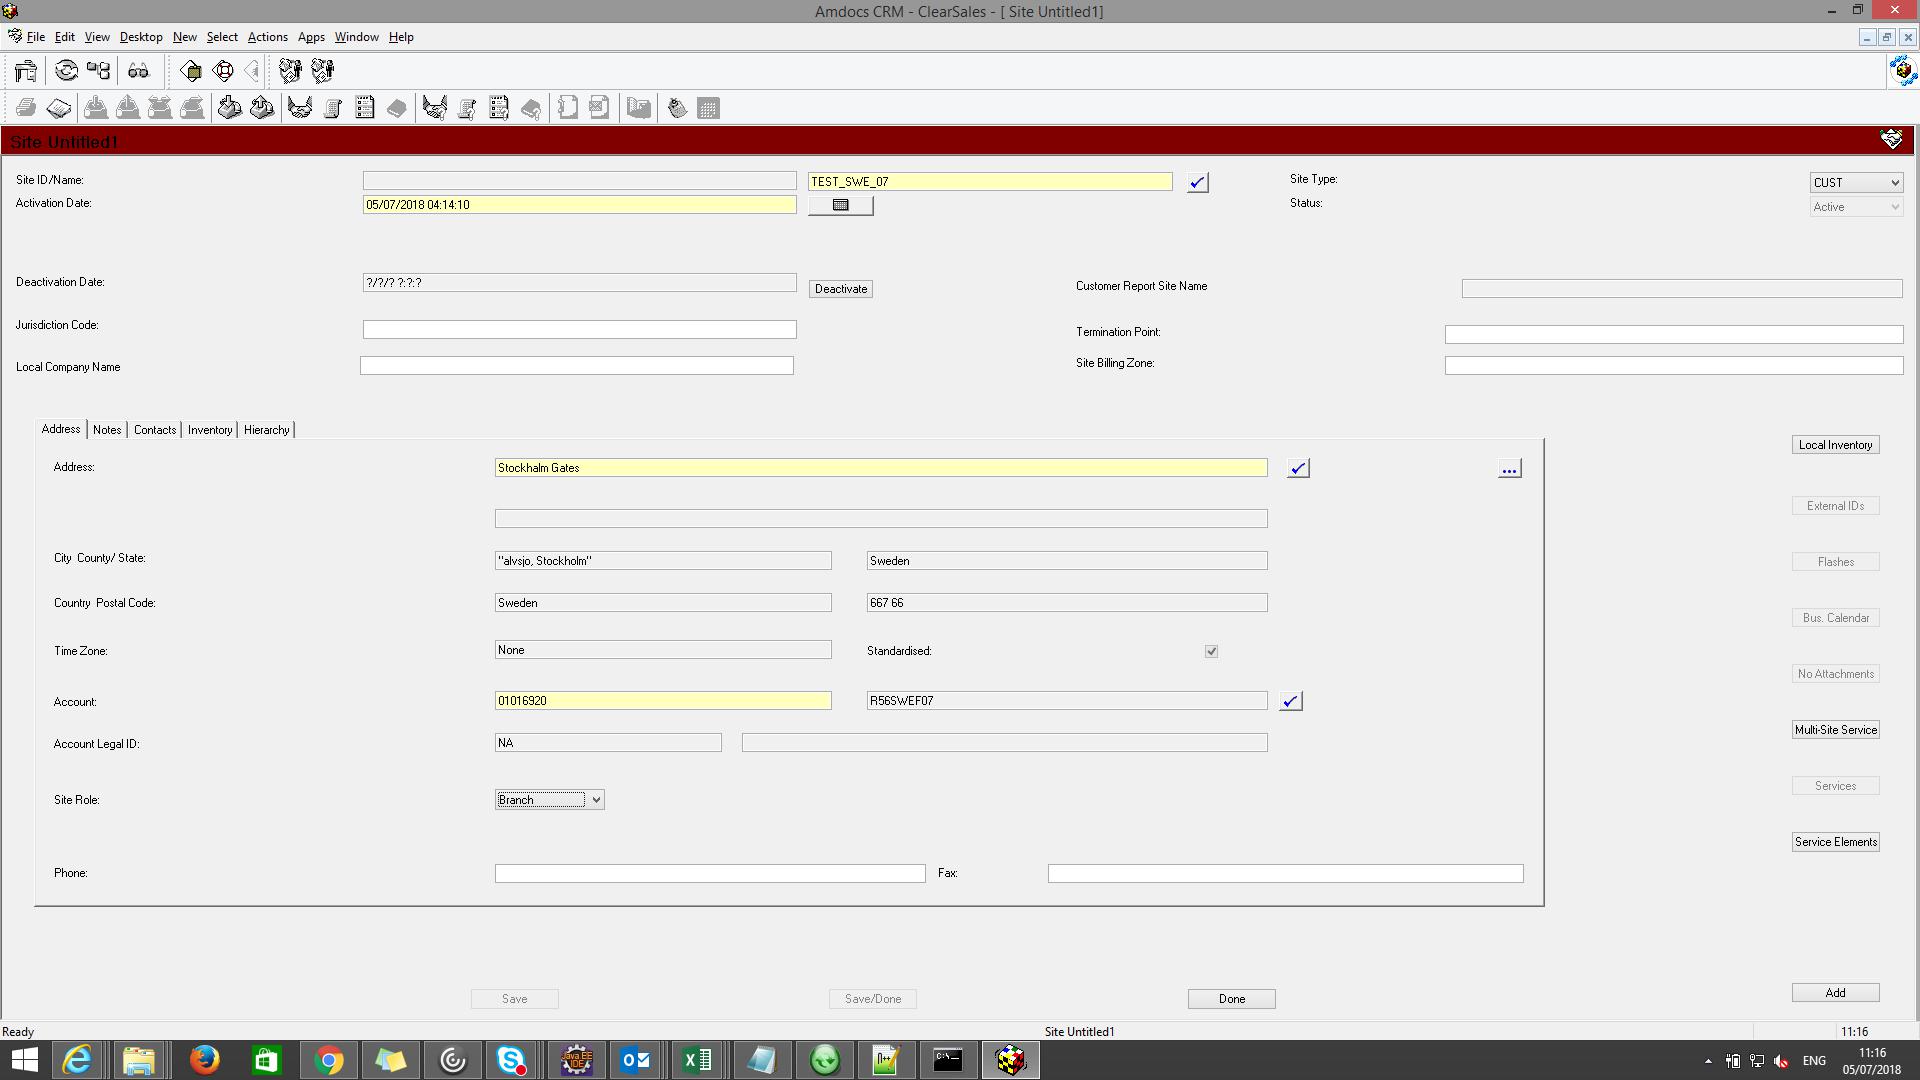 Amdocs CRM - ClearSales - [ Site Untitled1]
File Edit View Desktop New Select Actions Apps Window Help
Site Untitled1
Site ID/Name: TEST_SWE_07 Site Type: CUST
Activation Date: 05/07/2018 04:14:10 Status: Active
Deactivation Date: ?/?/? ?:?:? Deactivate Customer Report Site Name
Jurisdiction Code: Termination Point:
Local Company Name Site Billing Zone:
Address Notes Contacts Inventory Hierarchy
Local Inventory
Address: Stockhalm Gates ...
External IDs
City County/ State: "alvsjo, Stockholm" Sweden
Flashes
Country Postal Code: Sweden 667 66
Bus. Calendar
Time Zone: None Standardised:
No Attachments
Account: 01016920 R56SWEF07
Multi-Site Service
Account Legal ID: NA
Services
Site Role: Branch
Service Elements
Phone: Fax:
Save Save/Done Done Add
Ready Site Untitled1 11:16
ENG 11:16
05/07/2018